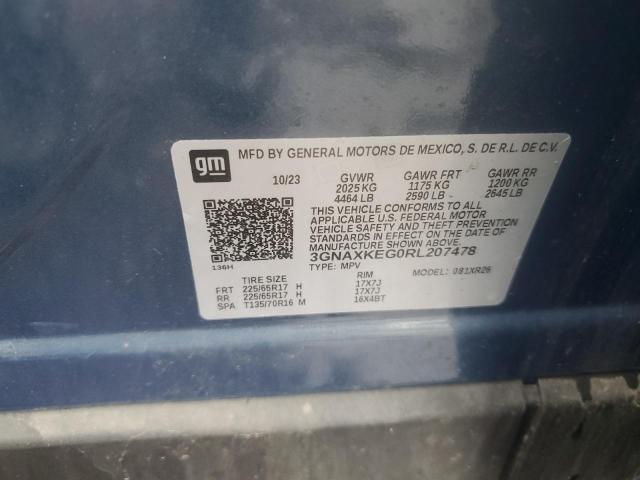 gm MFD BY GENERAL MOTORS DE MEXICO, S. DE R.L. DE C.V.
10/23 GVWR GAWR FRT GAWR RR
2025 KG 1175 KG 1200 KG
4464 LB 2590 LB 2645 LB
THIS VEHICLE CONFORMS TO ALL
APPLICABLE U.S. FEDERAL MOTOR
VEHICLE SAFETY AND THEFT PREVENTION
STANDARDS IN EFFECT ON THE DATE OF
MANUFACTURE SHOWN ABOVE.
3GNAXKEG0RL207478
136H TYPE: MPV MODEL: 081XR26
TIRE SIZE RIM
FRT 225/65R17 H 17X7J
RR 225/65R17 H 17X7J
SPA T135/70R16 M 16X4BT